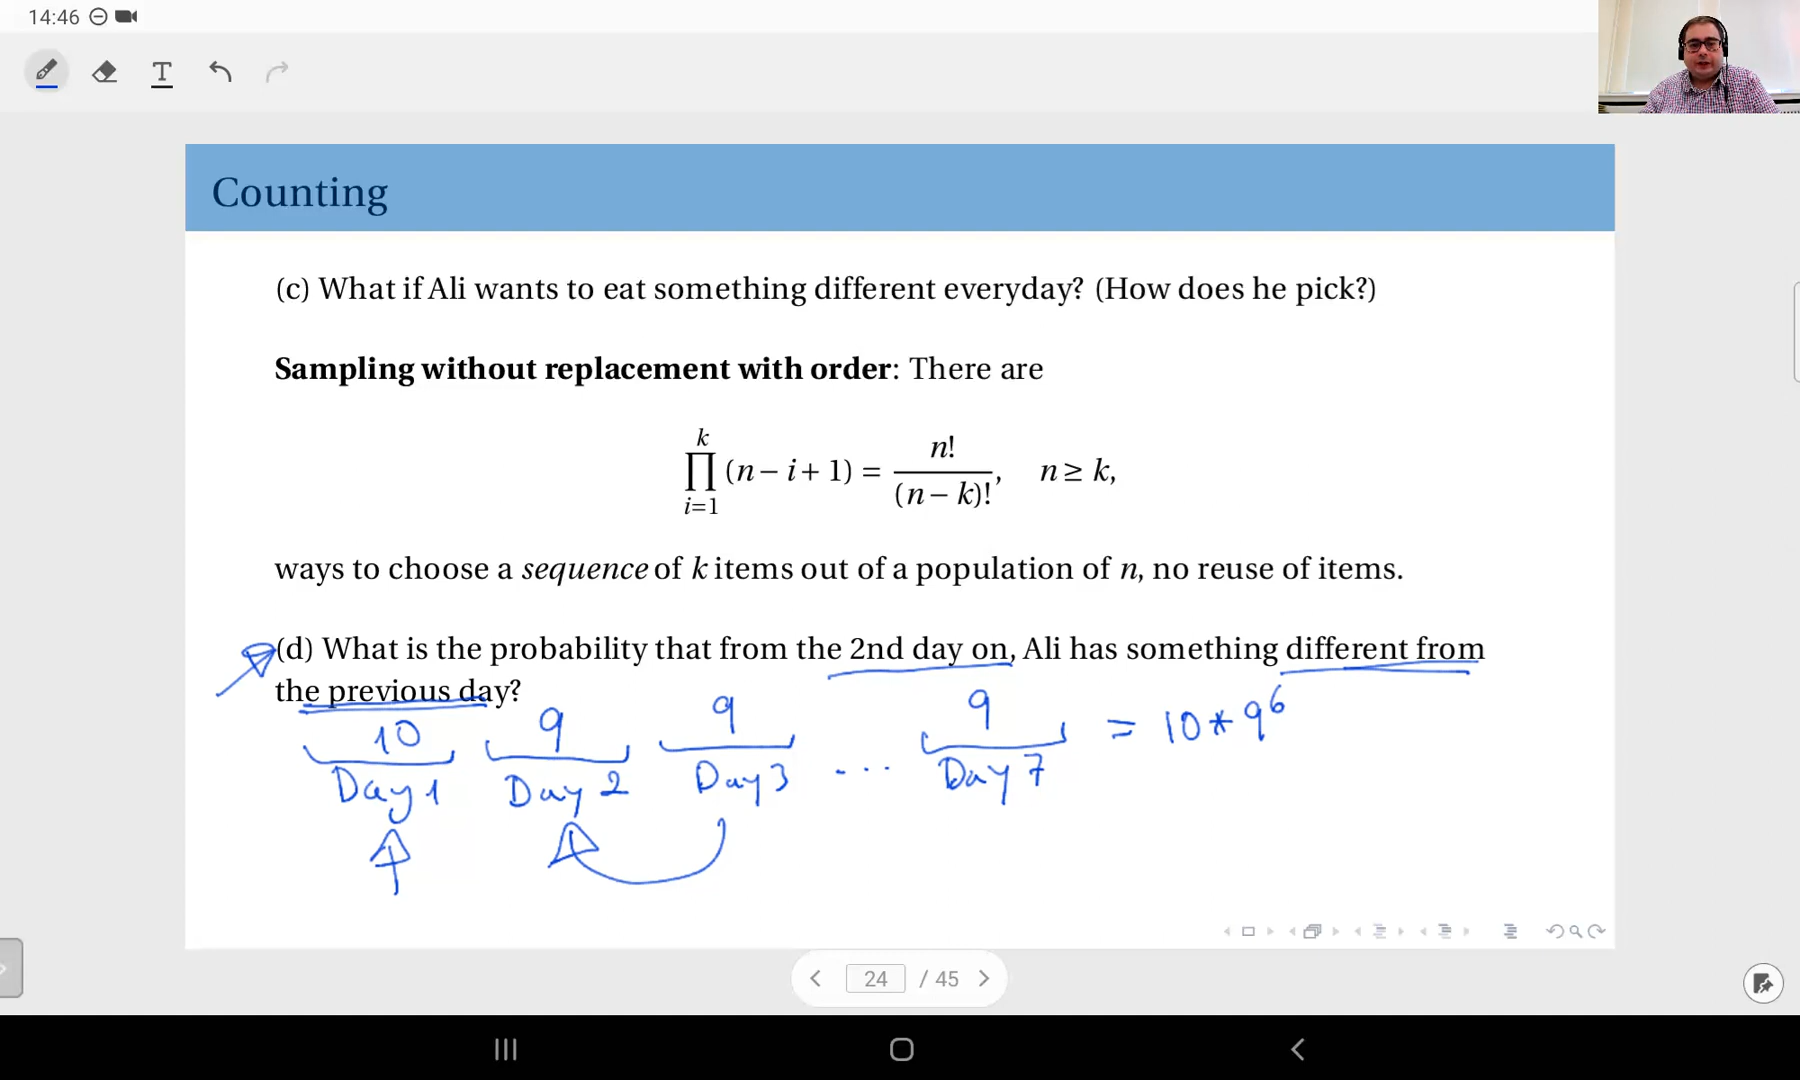 14:46
T
Counting
(c) What if Ali wants to eat something different everyday? (How does he pick?)
Sampling without replacement with order: There are
k
∏ (n − i + 1) = n! / (n − k)! , n ≥ k,
i=1
ways to choose a sequence of k items out of a population of n, no reuse of items.
(d) What is the probability that from the 2nd day on, Ali has something different from
the previous day?
10 9 9 9 = 10 * 9^6
Day 1 Day 2 Day 3 ... Day 7
24 / 45